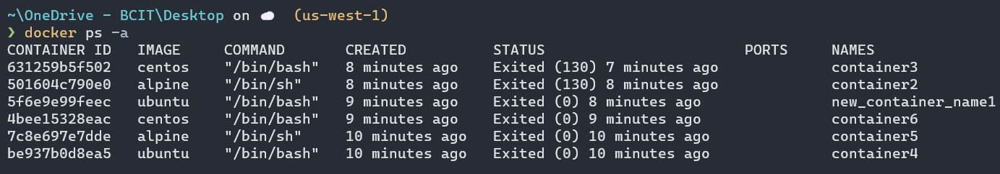 ~\OneDrive - BCIT\Desktop on ☁ (us-west-1)
❯ docker ps -a
CONTAINER ID   IMAGE     COMMAND       CREATED          STATUS                       PORTS     NAMES
631259b5f502   centos    "/bin/bash"   8 minutes ago    Exited (130) 7 minutes ago             container3
501604c790e0   alpine    "/bin/sh"     8 minutes ago    Exited (130) 8 minutes ago             container2
5f6e9e99feec   ubuntu    "/bin/bash"   9 minutes ago    Exited (0) 8 minutes ago               new_container_name1
4bee15328eac   centos    "/bin/bash"   9 minutes ago    Exited (0) 9 minutes ago               container6
7c8e697e7dde   alpine    "/bin/sh"     10 minutes ago   Exited (0) 10 minutes ago              container5
be937b0d8ea5   ubuntu    "/bin/bash"   10 minutes ago   Exited (0) 10 minutes ago              container4